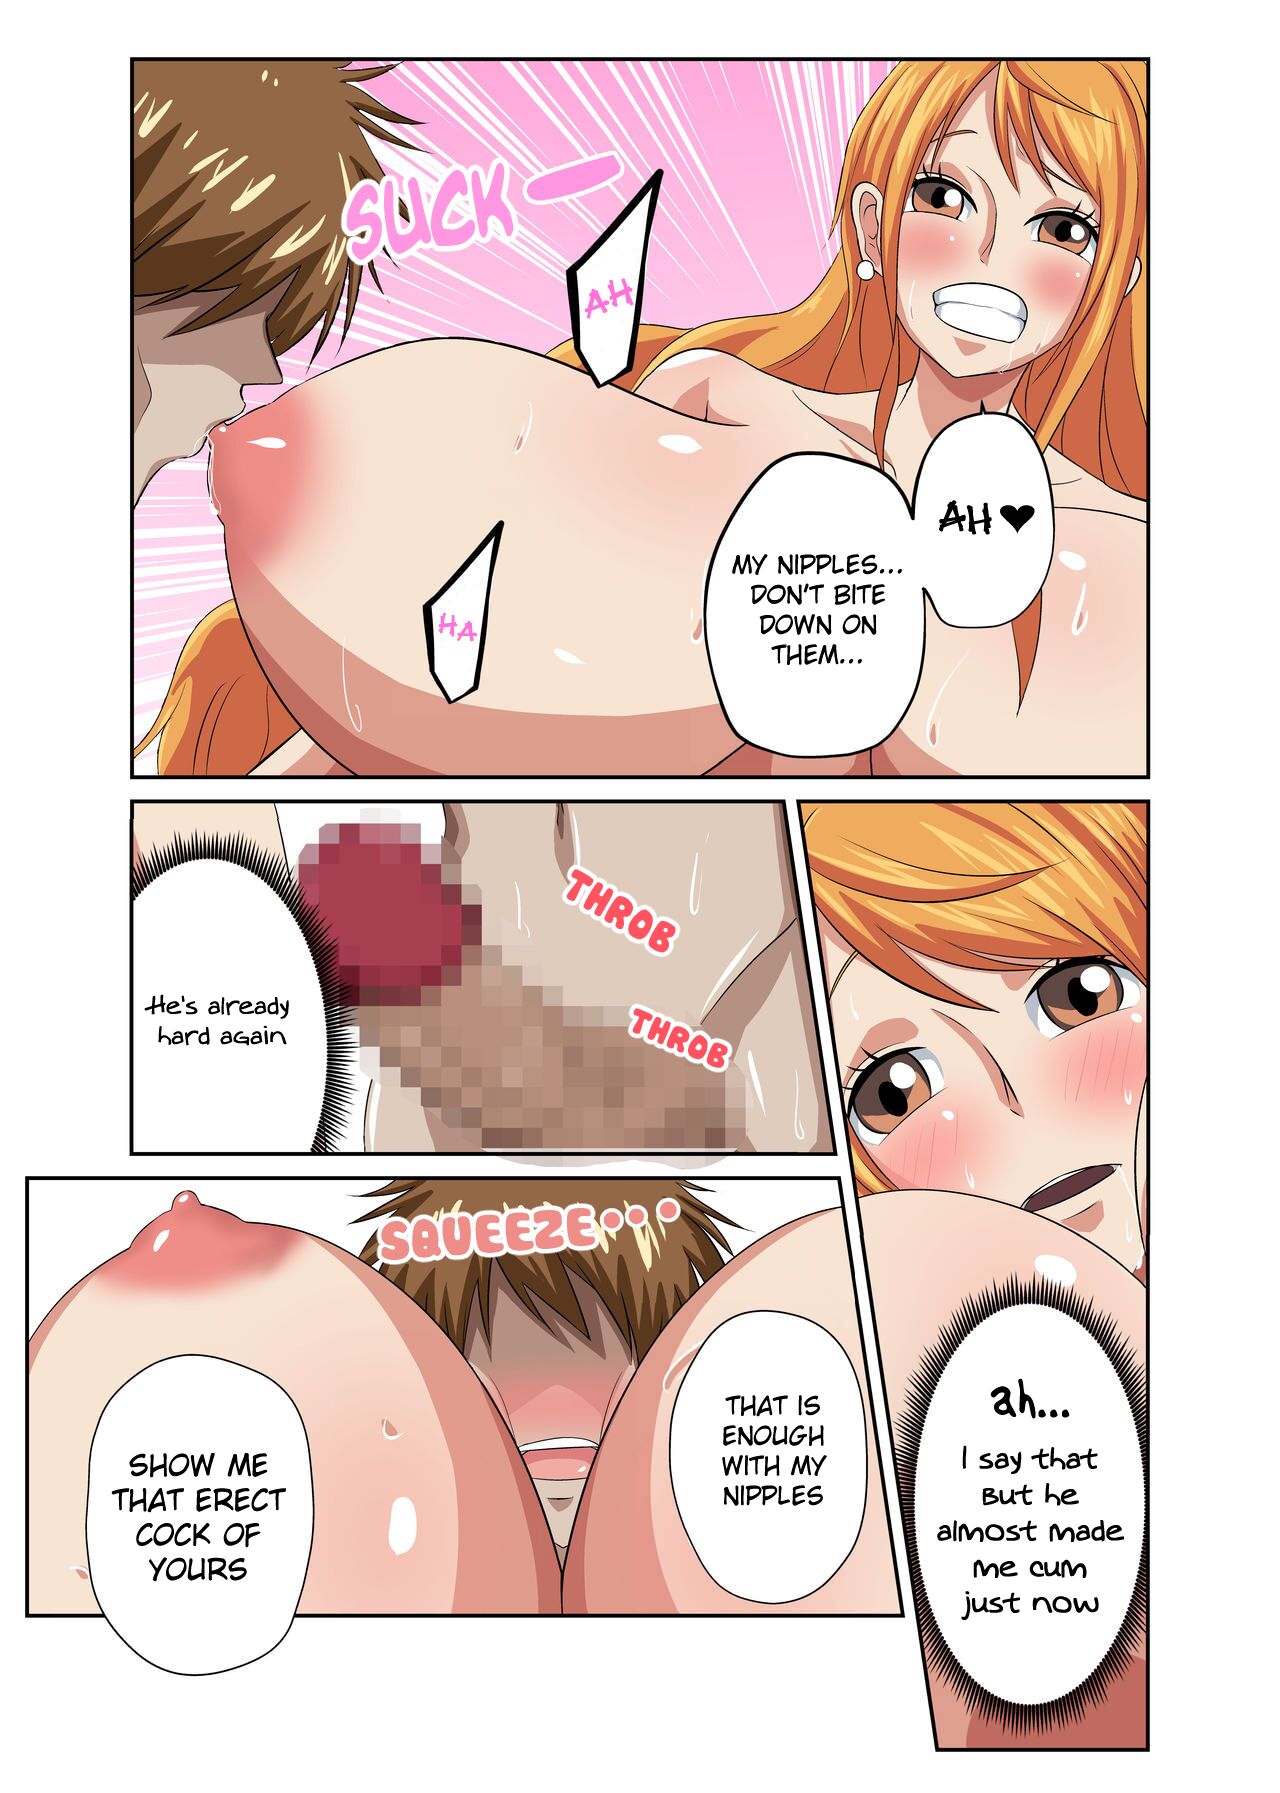 SUCK
AH
AH♥
MY NIPPLES...
DON'T BITE
DOWN ON
THEM...
HA
THROB
THROB
He's already
hard again
ah...
I say that
But he
almost made
me cum
just now
SQUEEZE...
THAT IS
ENOUGH
WITH MY
NIPPLES
SHOW ME
THAT ERECT
COCK OF
YOURS